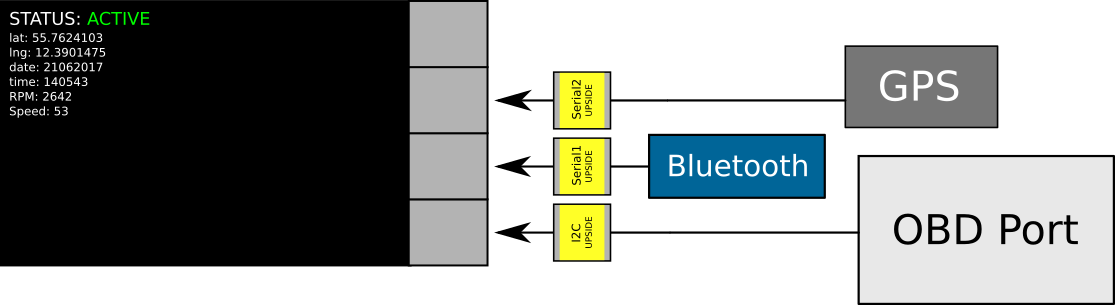 STATUS: ACTIVE
lat: 55.7624103
lng: 12.3901475
date: 21062017
time: 140543
RPM: 2642
Speed: 53
Serial2
UPSIDE
GPS
Serial1
UPSIDE
Bluetooth
I2C
UPSIDE
OBD Port